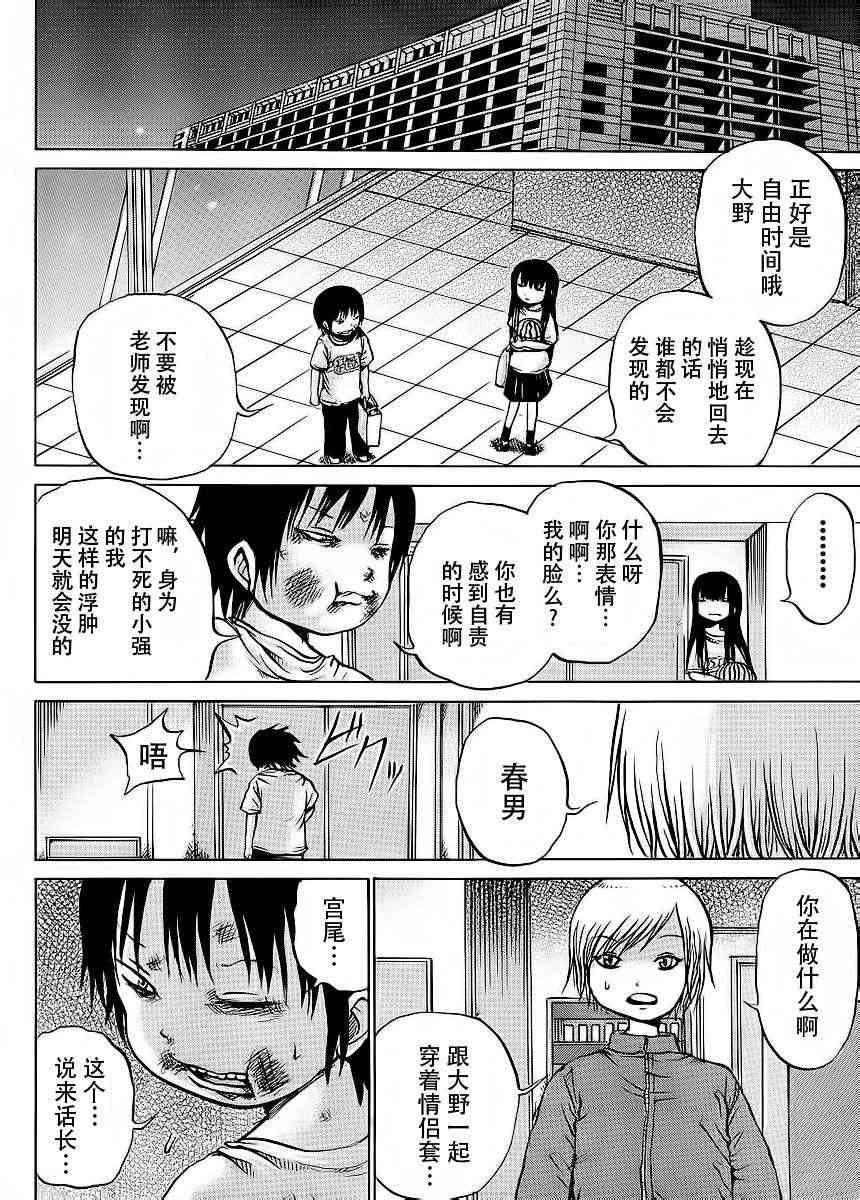 正好是
自由时间哦
大野
趁现在
悄悄地回去
的话
谁都不会
发现的
不要被
老师发现啊…
………
什么呀
你那表情…
啊啊…
我的脸么?
你也有
感到自责
的时候啊
嘛,身为
打不死的小强
的我
这样的浮肿
明天就会没的
春男
ビクッ
唔
你在做什么啊
跟大野一起
穿着情侣套…
宫尾…
这个…
说来话长…